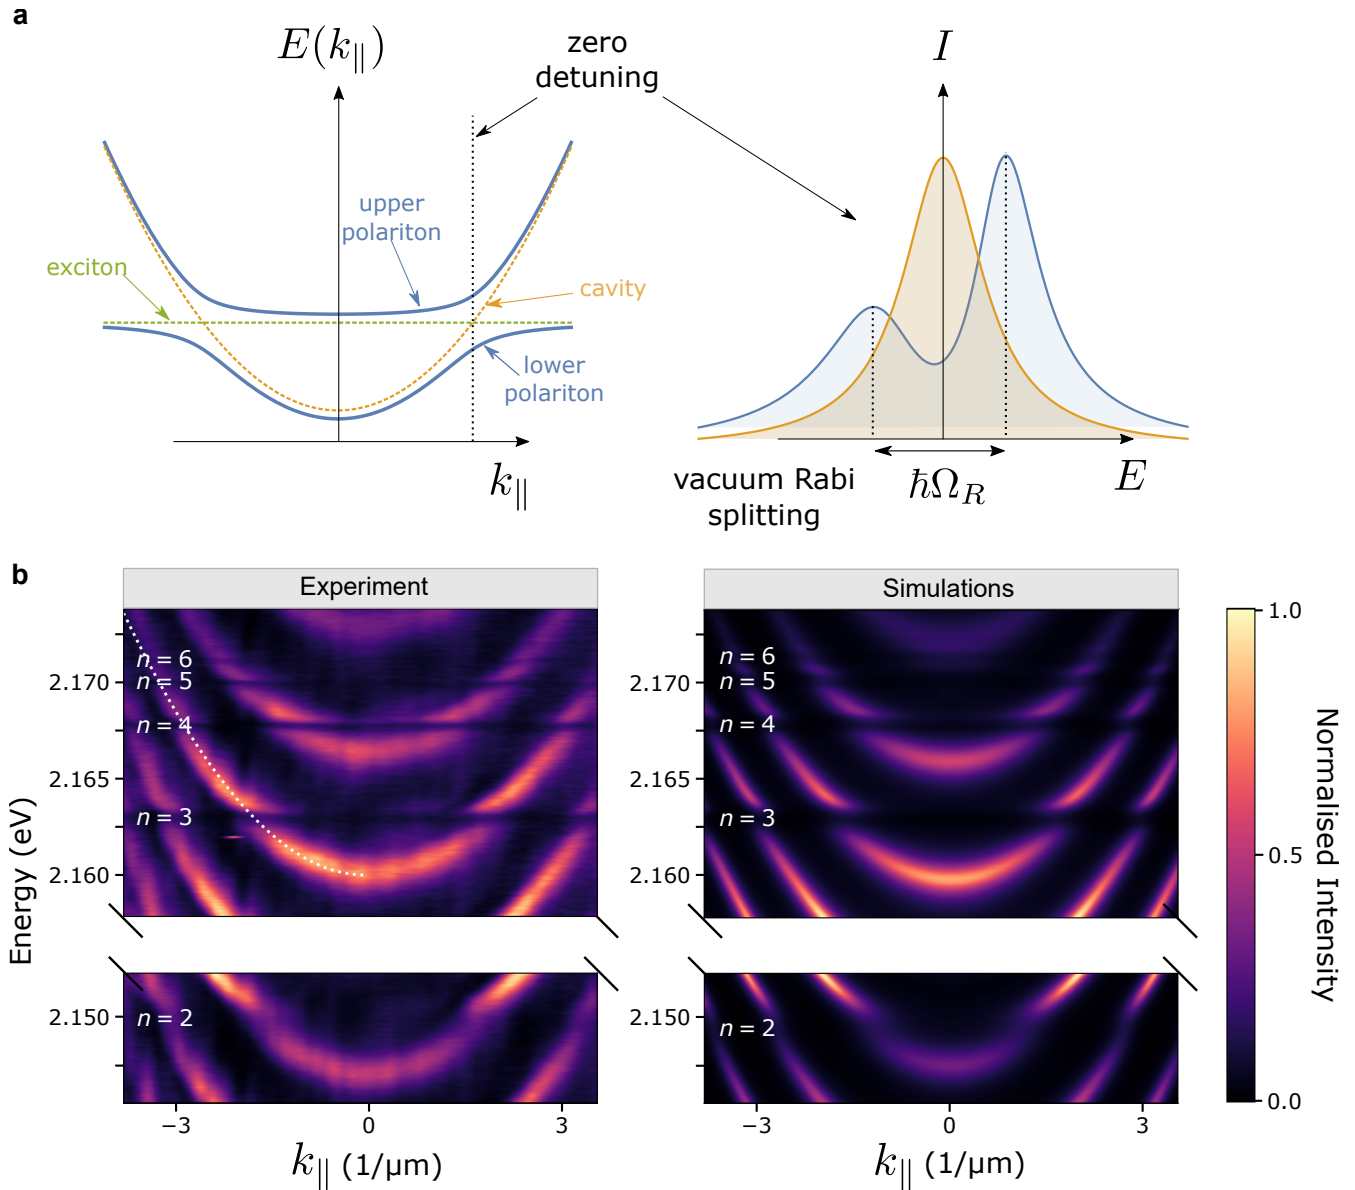 a
E(k∥)
zero
detuning
I
upper
polariton
exciton
cavity
lower
polariton
k∥
vacuum Rabi
splitting
ħΩ_R
E
b
Experiment
Simulations
n = 6
n = 5
n = 4
n = 3
n = 2
2.170
2.165
2.160
2.150
Energy (eV)
−3
0
3
k∥ (1/μm)
n = 6
n = 5
n = 4
n = 3
n = 2
2.170
2.165
2.160
2.150
−3
0
3
k∥ (1/μm)
1.0
0.5
0.0
Normalised Intensity